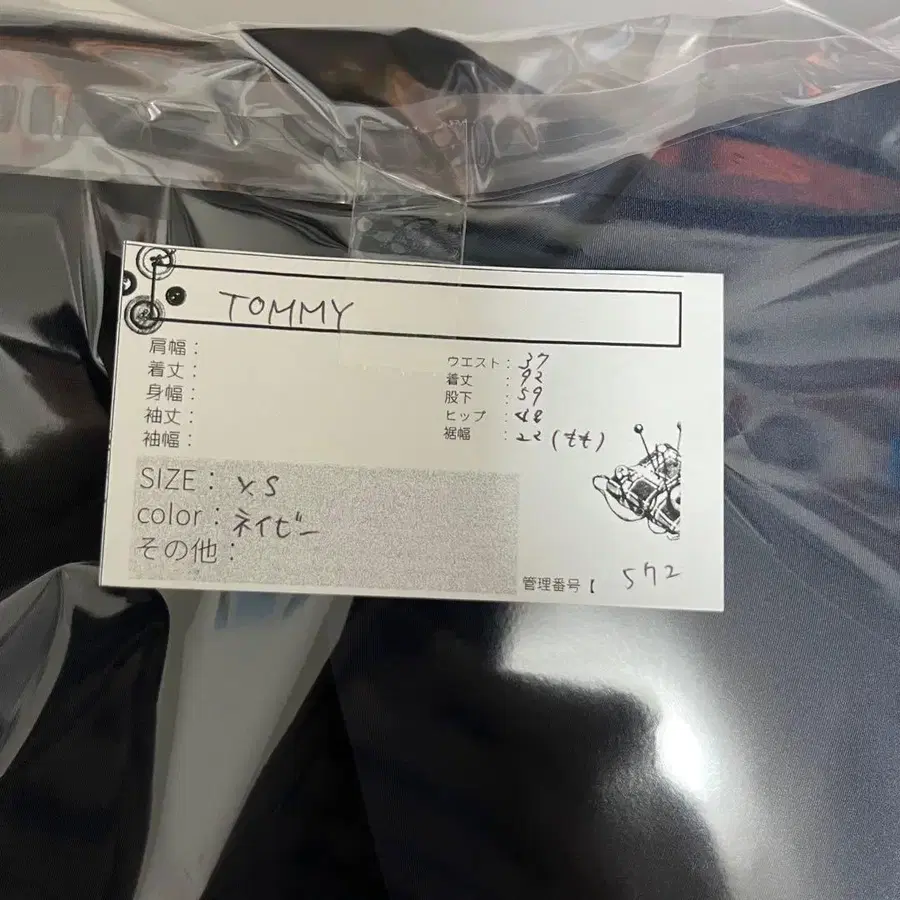 TOMMY
肩幅：
着丈：
身幅：
袖丈：
袖幅：
ウエスト：37
着丈：92
股下：59
ヒップ：48
裾幅：22(もも)
SIZE：XS
color：ネイビー
その他：
管理番号【 572